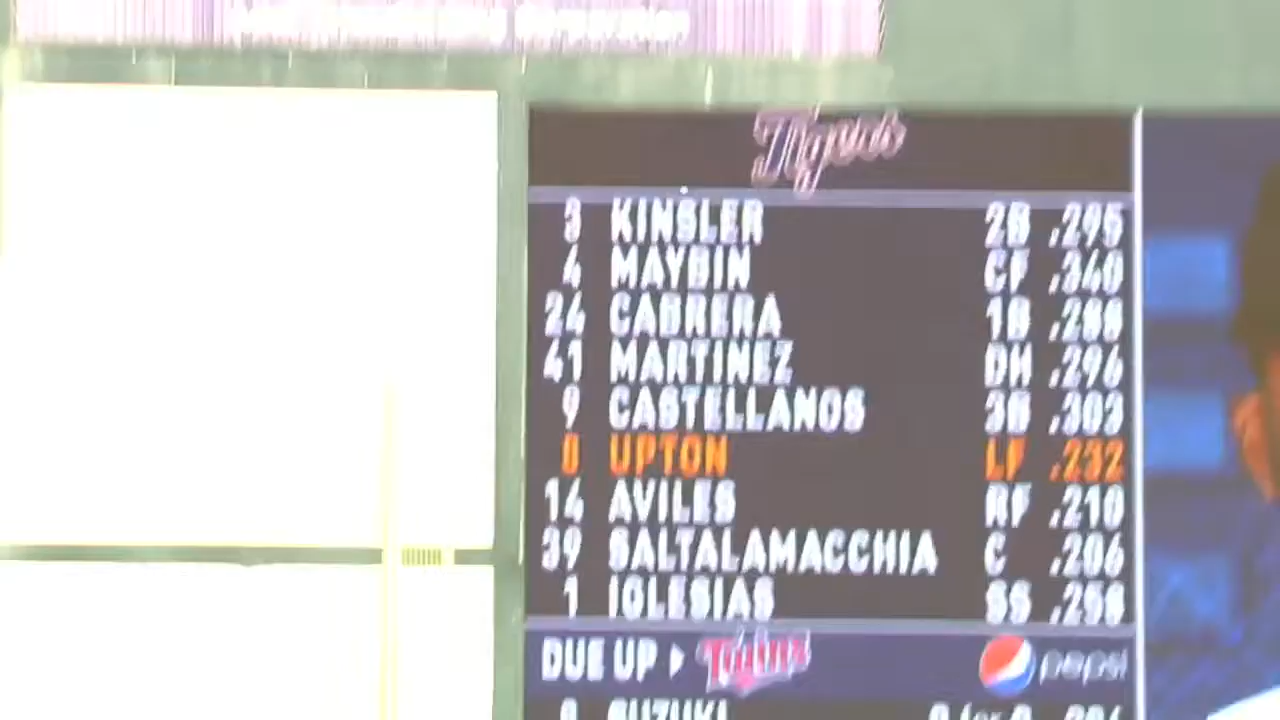 Tigers
3 KINSLER 2B .295
4 MAYBIN CF .340
24 CABRERA 1B .288
41 MARTINEZ DH .296
9 CASTELLANOS 3B .303
8 UPTON LF .232
14 AVILES RF .210
39 SALTALAMACCHIA C .206
1 IGLESIAS SS .258
DUE UP Twins pepsi
SUZUKI